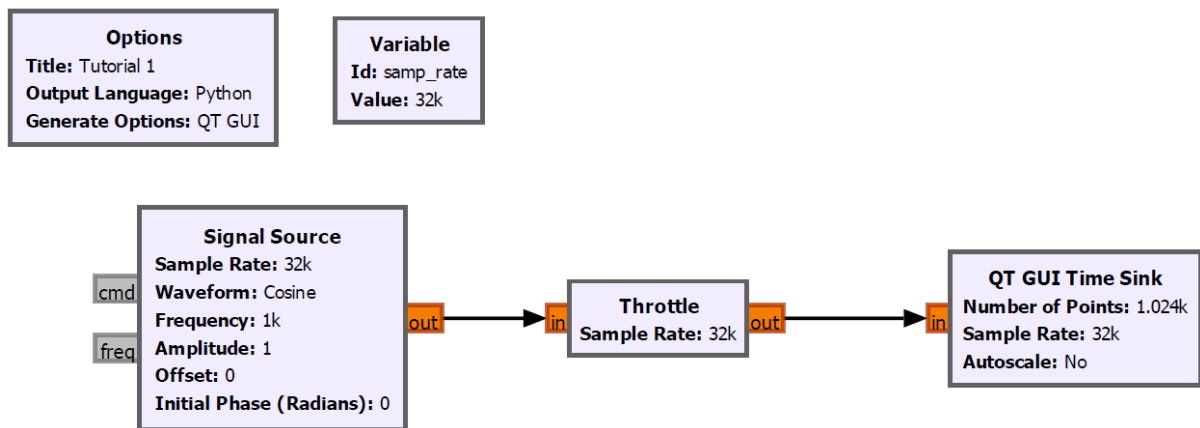 Options
Title: Tutorial 1
Output Language: Python
Generate Options: QT GUI
Variable
Id: samp_rate
Value: 32k
Signal Source
Sample Rate: 32k
Waveform: Cosine
Frequency: 1k
Amplitude: 1
Offset: 0
Initial Phase (Radians): 0
cmd
freq
out
in
Throttle
Sample Rate: 32k
out
in
QT GUI Time Sink
Number of Points: 1.024k
Sample Rate: 32k
Autoscale: No